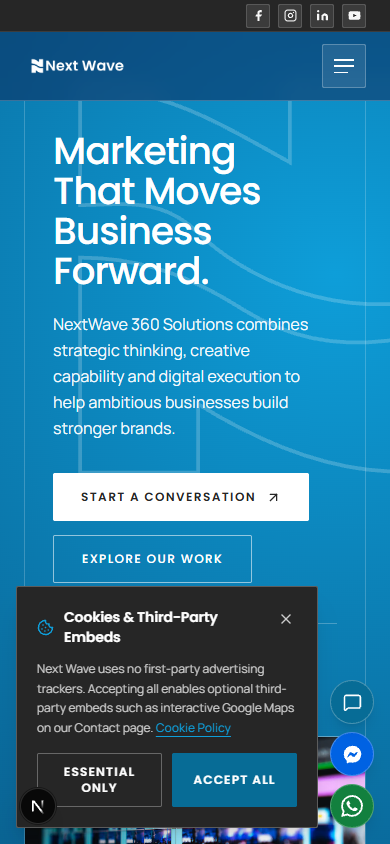 Next Wave
Marketing
That Moves
Business
Forward.
NextWave 360 Solutions combines
strategic thinking, creative
capability and digital execution to
help ambitious businesses build
stronger brands.
START A CONVERSATION
EXPLORE OUR WORK
Cookies & Third-Party
Embeds
Next Wave uses no first-party advertising
trackers. Accepting all enables optional third-
party embeds such as interactive Google Maps
on our Contact page. Cookie Policy
ESSENTIAL
ONLY
ACCEPT ALL
N